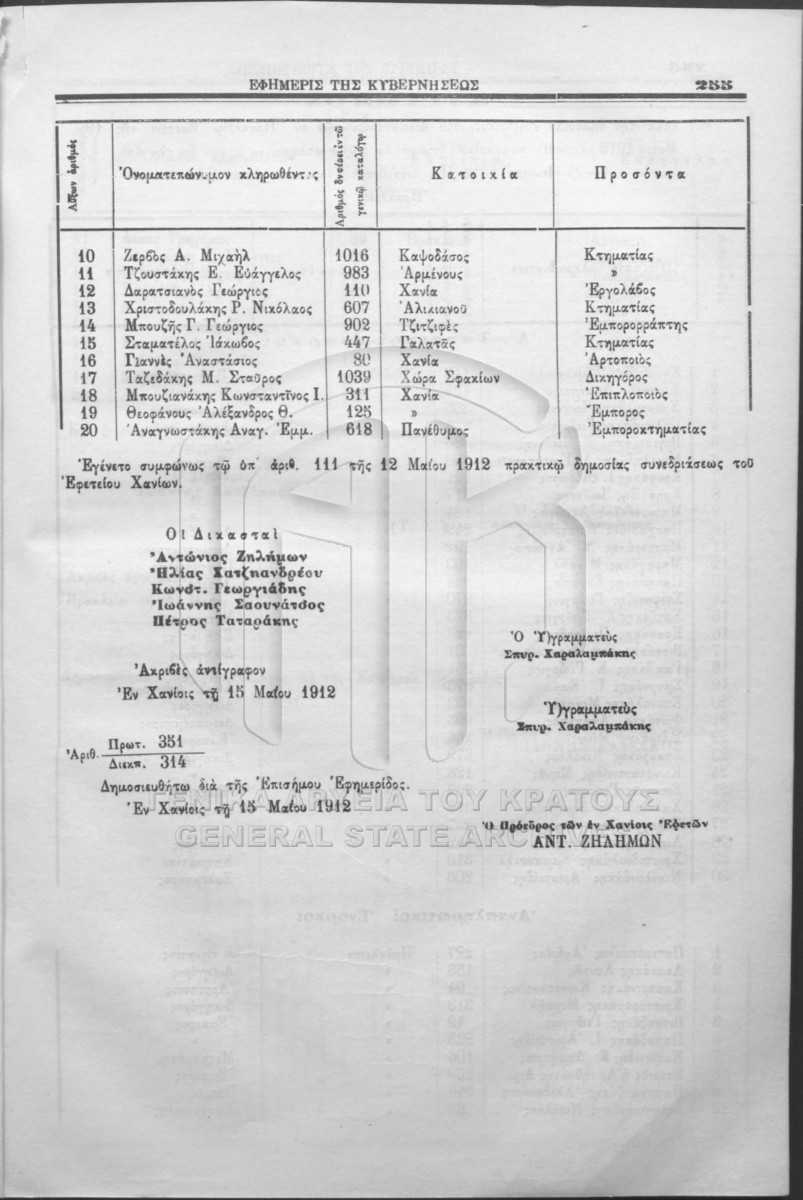 ΕΦΗΜΕΡΙΣ ΤΗΣ ΚΥΒΕΡΝΗΣΕΩΣ 255
Αὔξων ἀριθμός Ὀνοματεπώνυμον κληρωθέντος Ἀριθμὸς ἐν τῷ γενικῷ καταλόγῳ Κατοικία Προσόντα
10 Ζερβὸς Α. Μιχαὴλ 1016 Καψοδάσος Κτηματίας
11 Τζουστάκης Ε. Εὐάγγελος 983 Ἀρμένους »
12 Δαρατσιανὸς Γεώργιος 110 Χανία Ἐργολάβος
13 Χριστοδουλάκης Ρ. Νικόλαος 607 Ἀλικιανοῦ Κτηματίας
14 Μπουζῆς Γ. Γεώργιος 902 Τζιτζιφὲς Ἐμπορορράπτης
15 Σταματέλος Ἰάκωβος 447 Γαλατᾶς Κτηματίας
16 Γιαννὲς Ἀναστάσιος 80 Χανία Ἀρτοποιὸς
17 Ταζεδάκης Μ. Σταῦρος 1039 Χώρα Σφακίων Δικηγόρος
18 Μπουζιανάκης Κωνσταντῖνος Ι. 311 Χανία Ἐπιπλοποιὸς
19 Θεοφάνους Ἀλέξανδρος Θ. 125 » Ἔμπορος
20 Ἀναγνωστάκης Αναγ. Ἐμμ. 618 Πανέθυμος Ἐμποροκτηματίας
Ἐγένετο συμφώνως τῷ ὑπ' ἀριθ. 111 τῆς 12 Μαΐου 1912 πρακτικῷ δημοσίας συνεδριάσεως τοῦ
Ἐφετείου Χανίων.
Οἱ Δικασταὶ
Ἀντώνιος Ζηλήμων
Ἠλίας Χατζηανδρέου
Κωνστ. Γεωργιάδης
Ἰωάννης Σαουνάτσος
Πέτρος Ταταράκης
Ὁ Ὑ)γραμματεὺς
Σπυρ. Χαραλαμπάκης
Ἀκριβὲς ἀντίγραφον
Ἐν Χανίοις τῇ 15 Μαΐου 1912
Ὑ)γραμματεὺς
Σπυρ. Χαραλαμπάκης
Ἀριθ. Πρωτ. 351
Διεκπ. 314
Δημοσιευθήτω διὰ τῆς Ἐπισήμου Ἐφημερίδος.
Ἐν Χανίοις τῇ 15 Μαΐου 1912
ΓΕΝΙΚΑ ΑΡΧΕΙΑ ΤΟΥ ΚΡΑΤΟΥΣ
GENERAL STATE ARCHIVES
Ὁ Πρόεδρος τῶν ἐν Χανίοις Ἐφετῶν
ΑΝΤ. ΖΗΛΗΜΩΝ